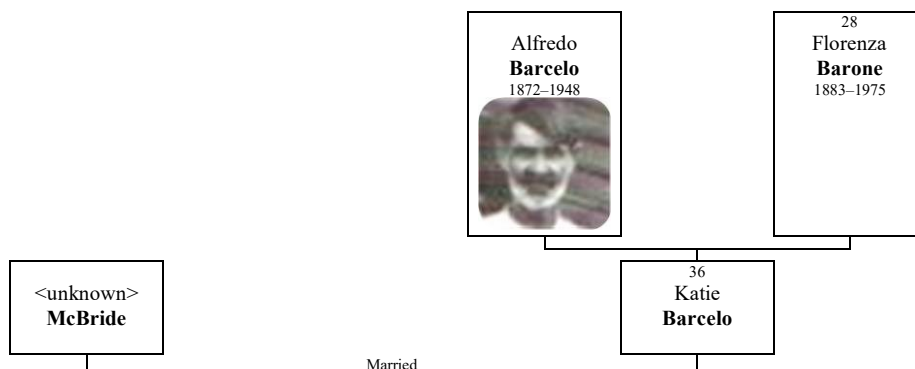 Alfredo
Barcelo
1872–1948
28
Florenza
Barone
1883–1975
<unknown>
McBride
36
Katie
Barcelo
Married